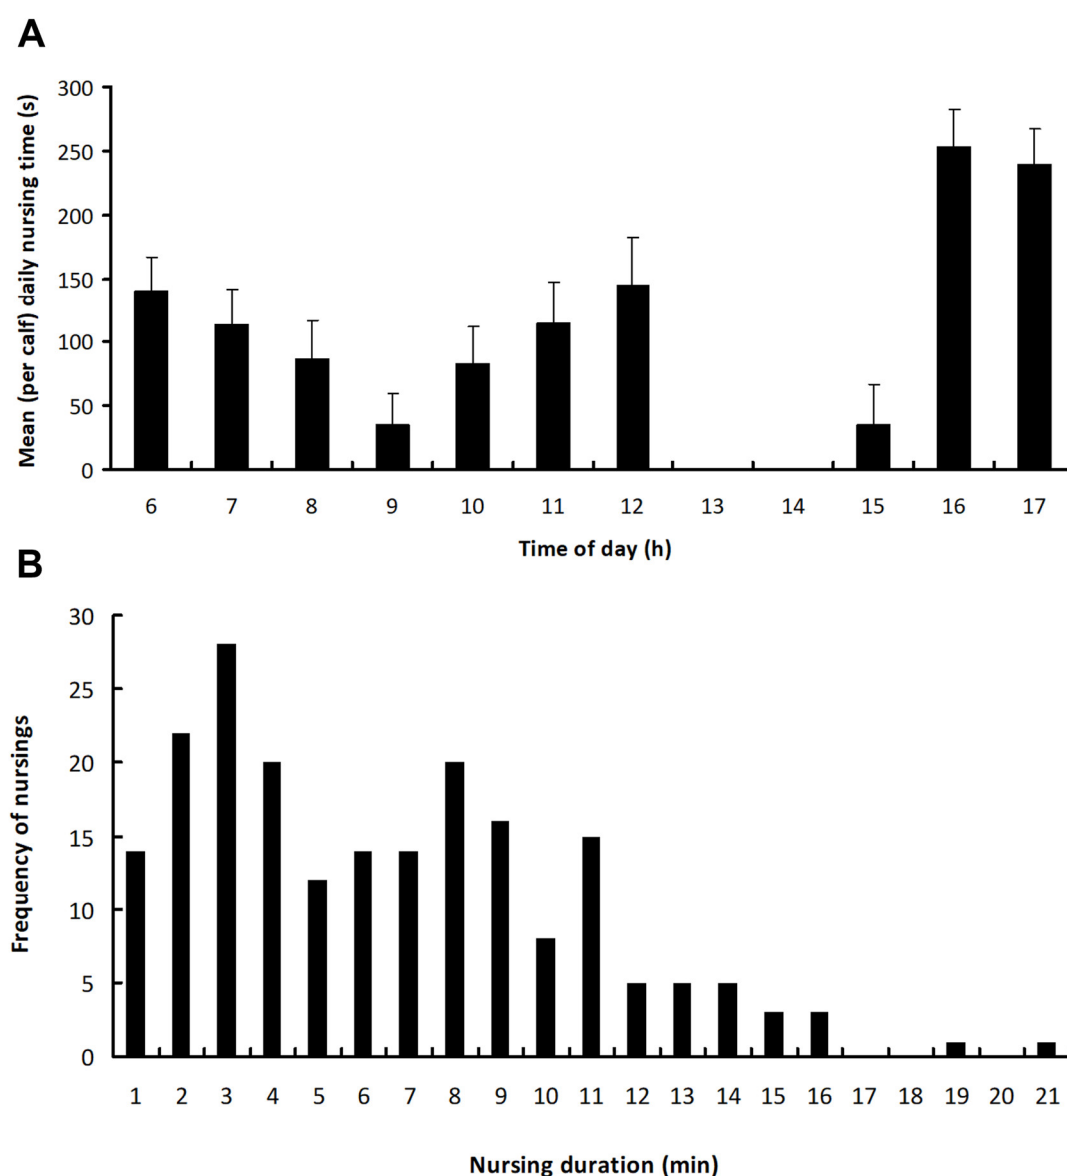 A
Mean (per calf) daily nursing time (s)
300
250
200
150
100
50
0
6 7 8 9 10 11 12 13 14 15 16 17
Time of day (h)
B
Frequency of nursings
30
25
20
15
10
5
0
1 2 3 4 5 6 7 8 9 10 11 12 13 14 15 16 17 18 19 20 21
Nursing duration (min)